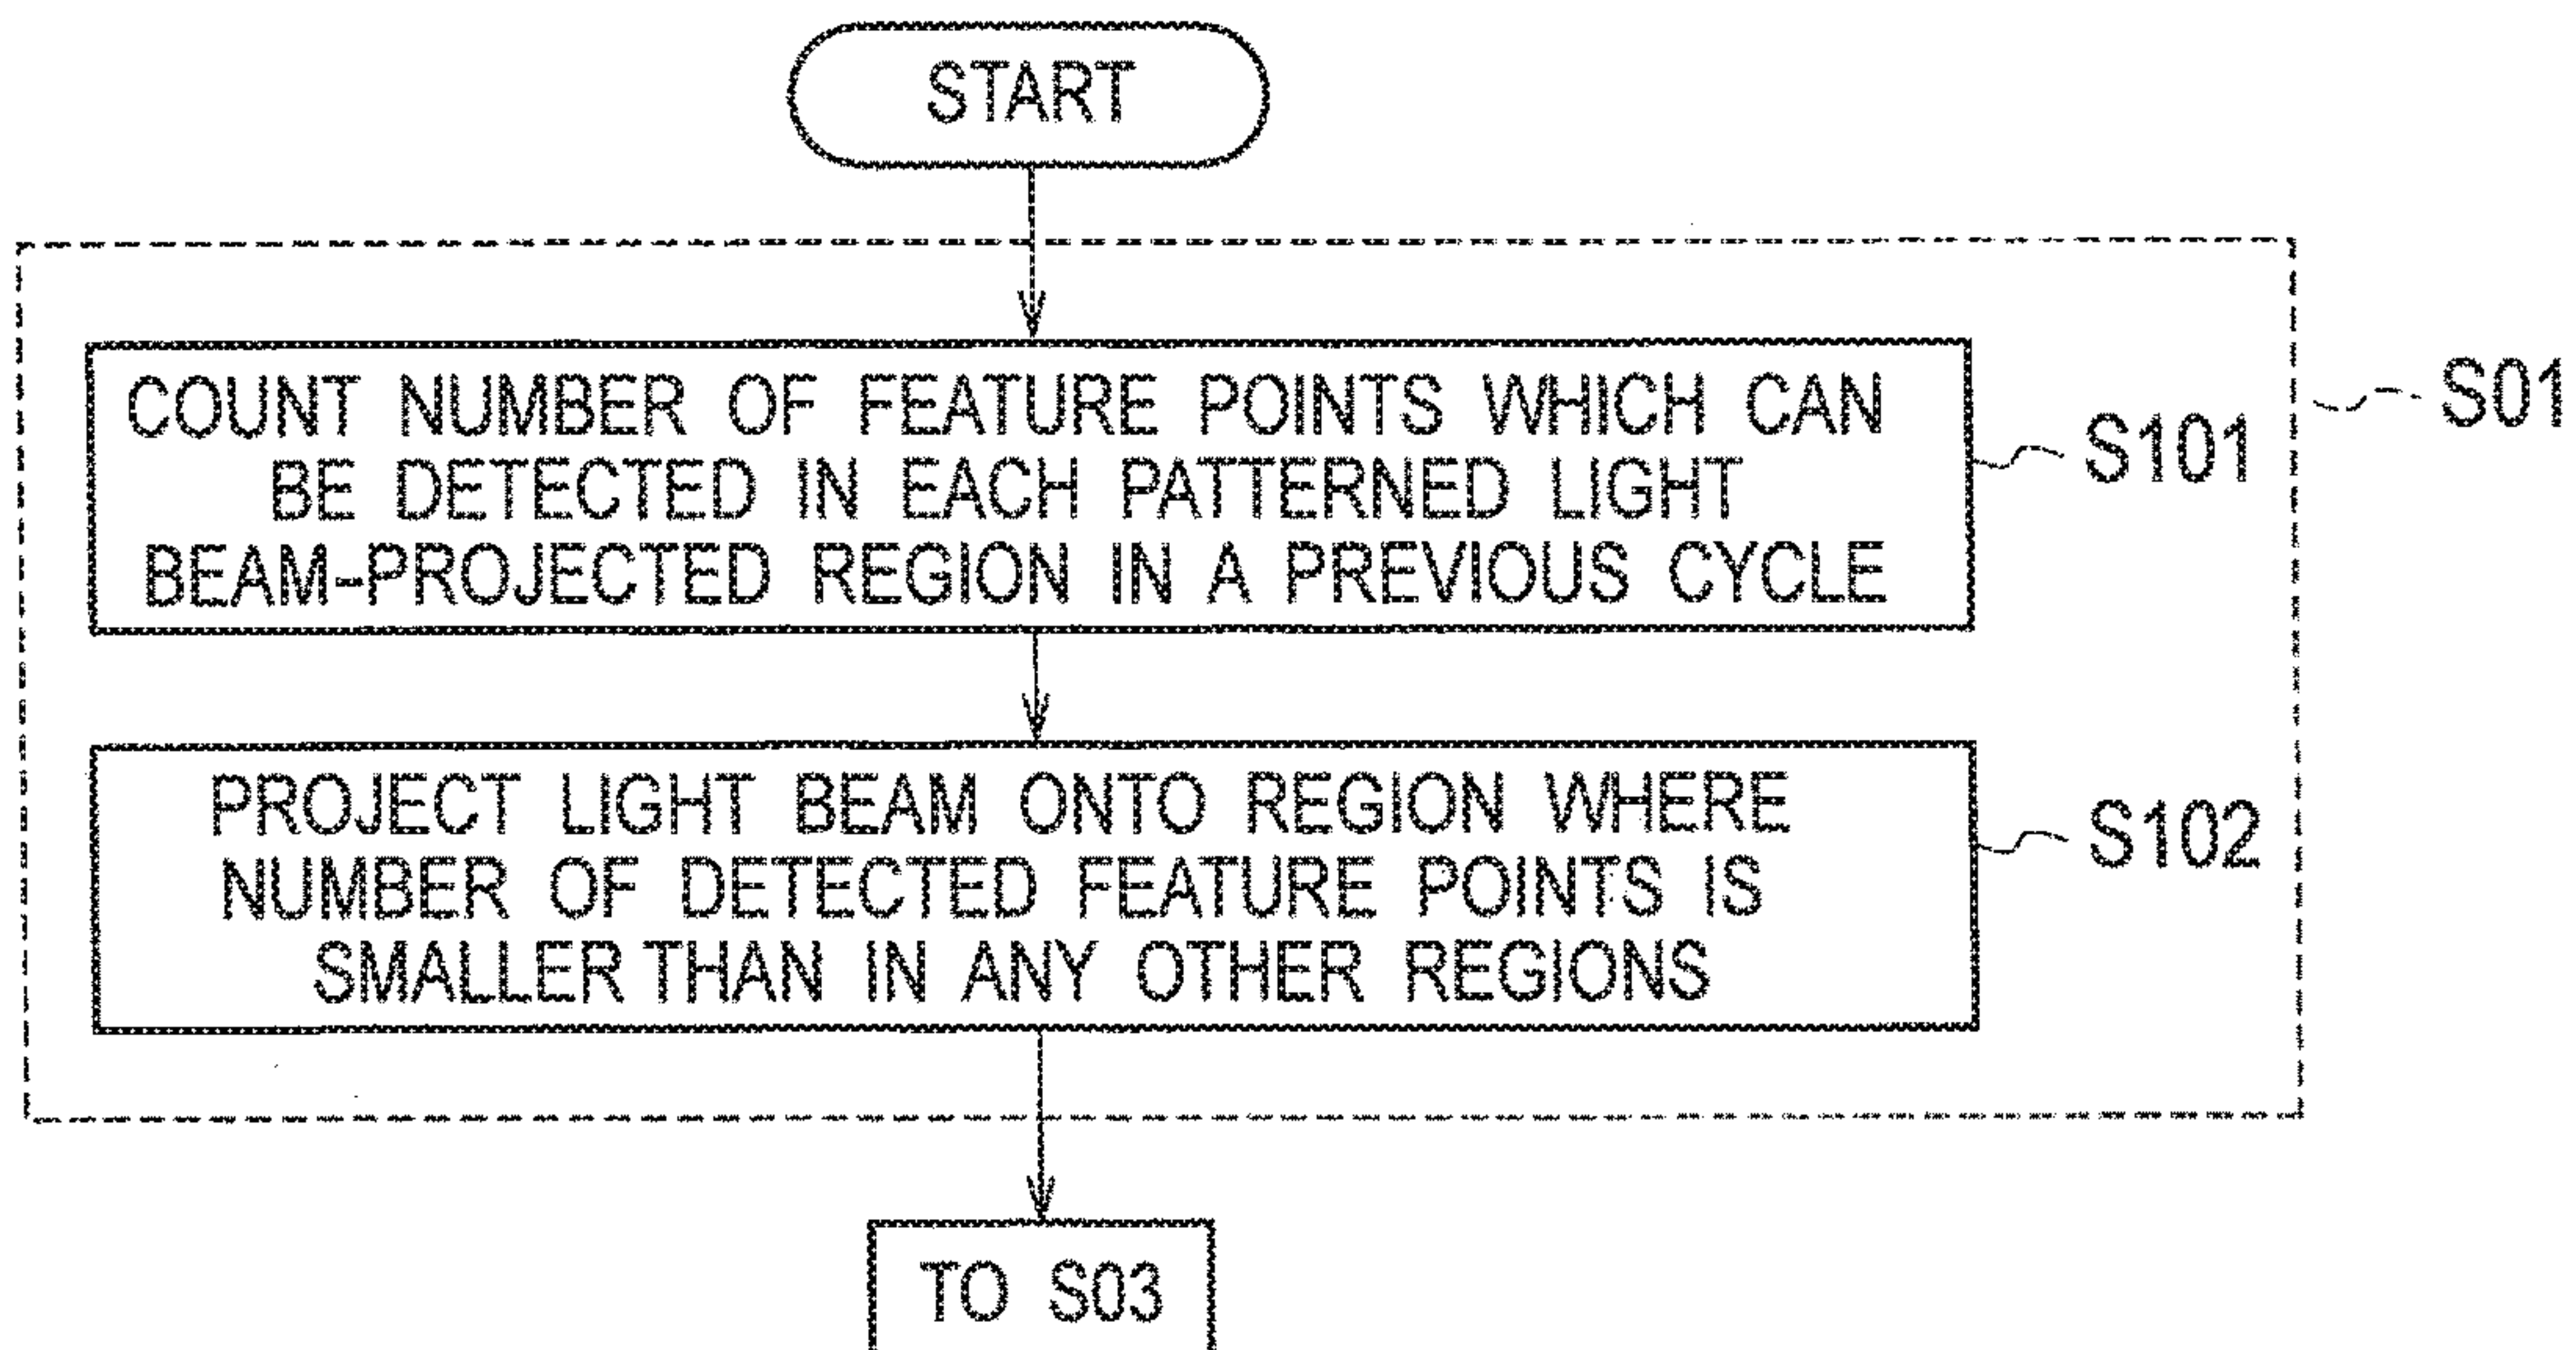 START
S01
COUNT NUMBER OF FEATURE POINTS WHICH CAN
BE DETECTED IN EACH PATTERNED LIGHT
BEAM-PROJECTED REGION IN A PREVIOUS CYCLE
S101
PROJECT LIGHT BEAM ONTO REGION WHERE
NUMBER OF DETECTED FEATURE POINTS IS
SMALLER THAN IN ANY OTHER REGIONS
S102
TO S03